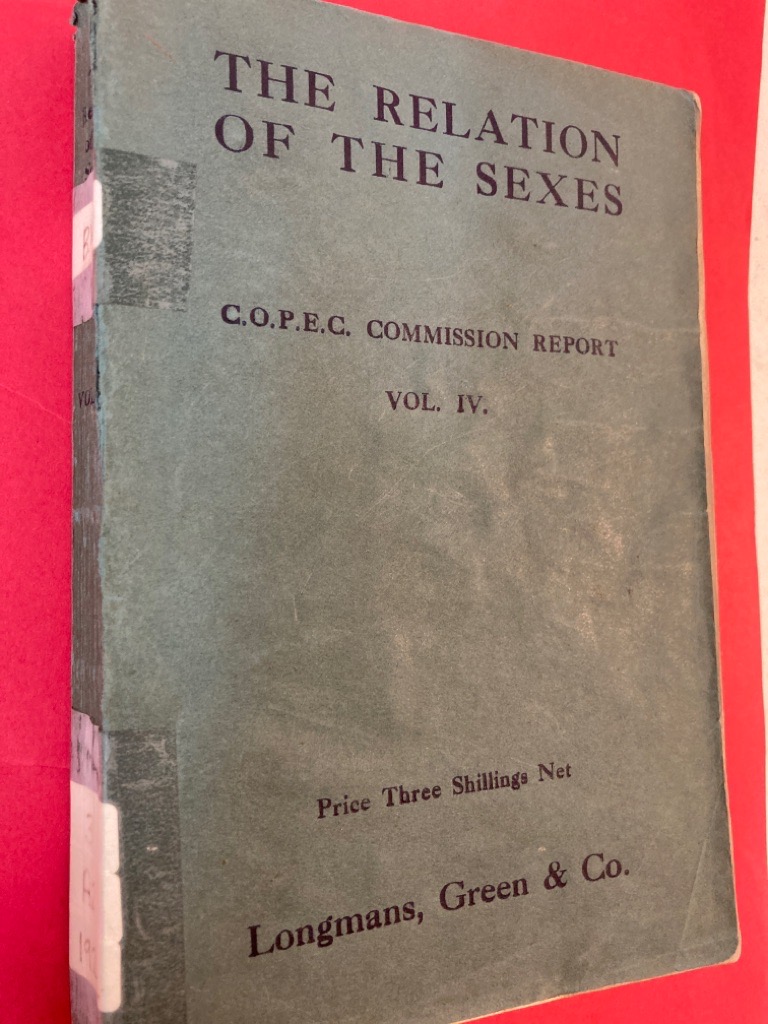 THE RELATION
OF THE SEXES
C.O.P.E.C. COMMISSION REPORT
VOL. IV.
Price Three Shillings Net
Longmans, Green & Co.